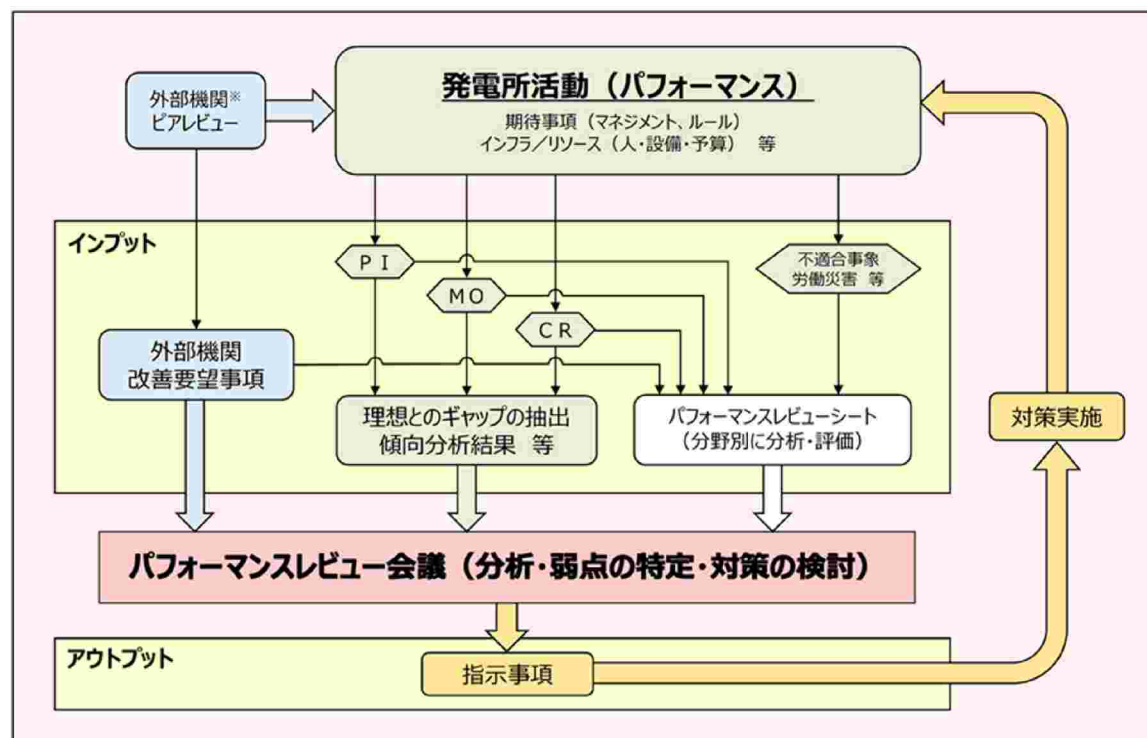 発電所活動（パフォーマンス）
期待事項（マネジメント、ルール）
インフラ／リソース（人・設備・予算） 等
外部機関※
ピアレビュー
インプット
ＰＩ
ＭＯ
ＣＲ
不適合事象
労働災害 等
外部機関
改善要望事項
理想とのギャップの抽出
傾向分析結果 等
パフォーマンスレビューシート
（分野別に分析・評価）
対策実施
パフォーマンスレビュー会議（分析・弱点の特定・対策の検討）
アウトプット
指示事項